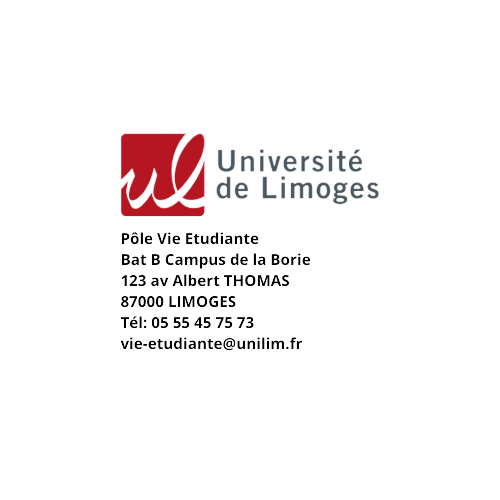 ul
Université
de Limoges
Pôle Vie Etudiante
Bat B Campus de la Borie
123 av Albert THOMAS
87000 LIMOGES
Tél: 05 55 45 75 73
vie-etudiante@unilim.fr